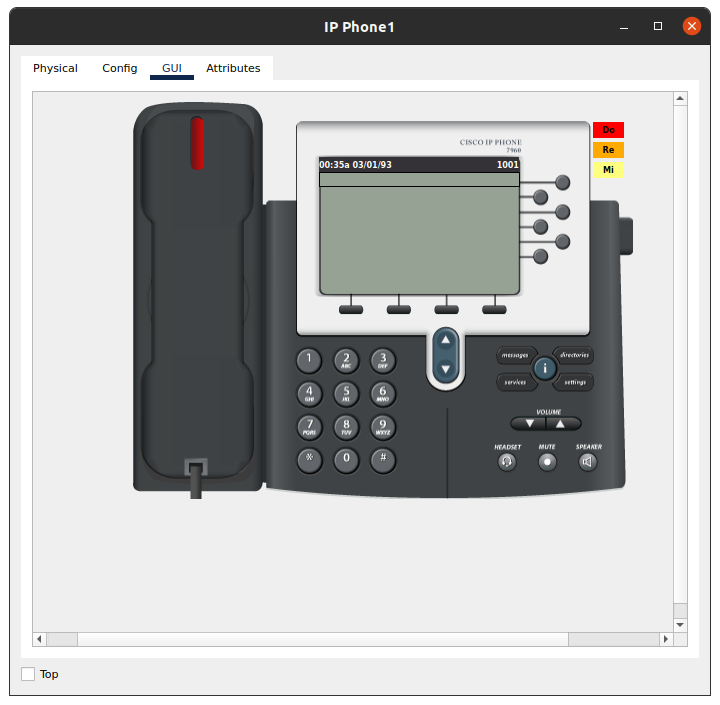 IP Phone1
Physical Config GUI Attributes
CISCO IP PHONE
7960
Do
Re
Mi
00:35a 03/01/93 1001
messages directories
i
services settings
1 2 3
ABC DEF
4 5 6
GHI JKL MNO
7 8 9
PQRS TUV WXYZ
* 0 #
VOLUME
HEADSET MUTE SPEAKER
Top